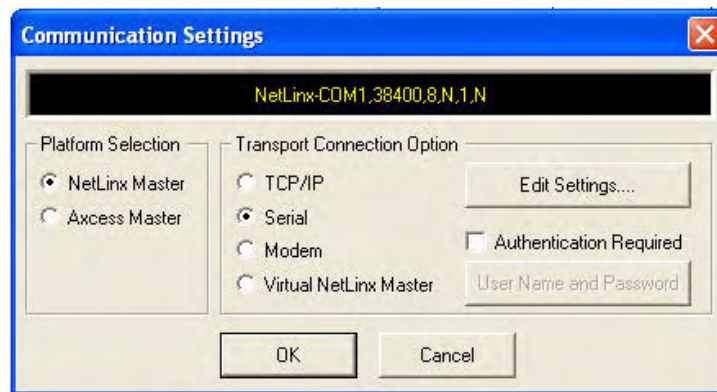 Communication Settings
NetLinx-COM1,38400,8,N,1,N
Platform Selection
NetLinx Master
Axcess Master
Transport Connection Option
TCP/IP
Serial
Modem
Virtual NetLinx Master
Edit Settings....
Authentication Required
User Name and Password
OK
Cancel